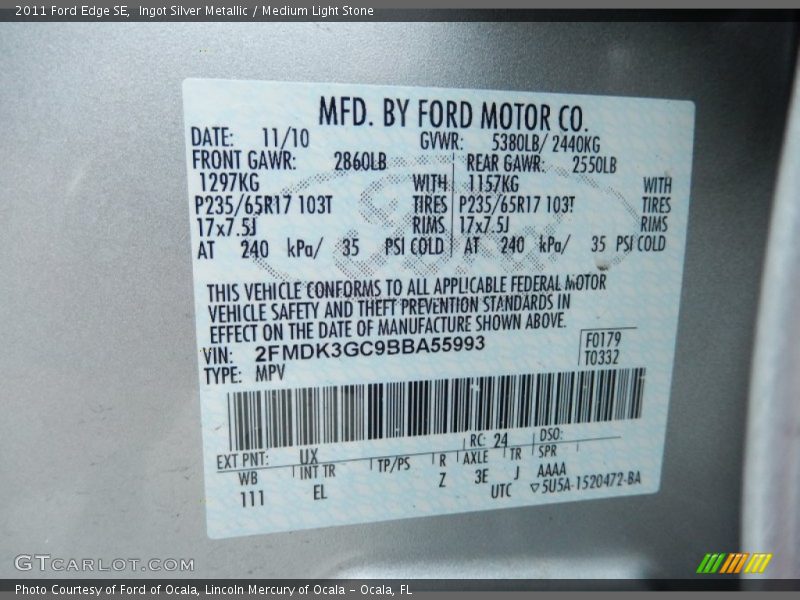 2011 Ford Edge SE, Ingot Silver Metallic / Medium Light Stone
MFD. BY FORD MOTOR CO.
DATE: 11/10 GVWR: 5380LB/ 2440KG
FRONT GAWR: 2860LB REAR GAWR: 2550LB
1297KG WITH 1157KG WITH
P235/65R17 103T TIRES P235/65R17 103T TIRES
17x7.5J RIMS 17x7.5J RIMS
AT 240 kPa/ 35 PSI COLD AT 240 kPa/ 35 PSI COLD
THIS VEHICLE CONFORMS TO ALL APPLICABLE FEDERAL MOTOR
VEHICLE SAFETY AND THEFT PREVENTION STANDARDS IN
EFFECT ON THE DATE OF MANUFACTURE SHOWN ABOVE.
VIN: 2FMDK3GC9BBA55993 F0179
TYPE: MPV T0332
EXT PNT: UX RC: 24 DSO:
WB INT TR TP/PS R AXLE TR SPR
111 EL Z 3E J AAAA
UTC ▽5U5A-1520472-BA
GTCARLOT.COM
Photo Courtesy of Ford of Ocala, Lincoln Mercury of Ocala - Ocala, FL